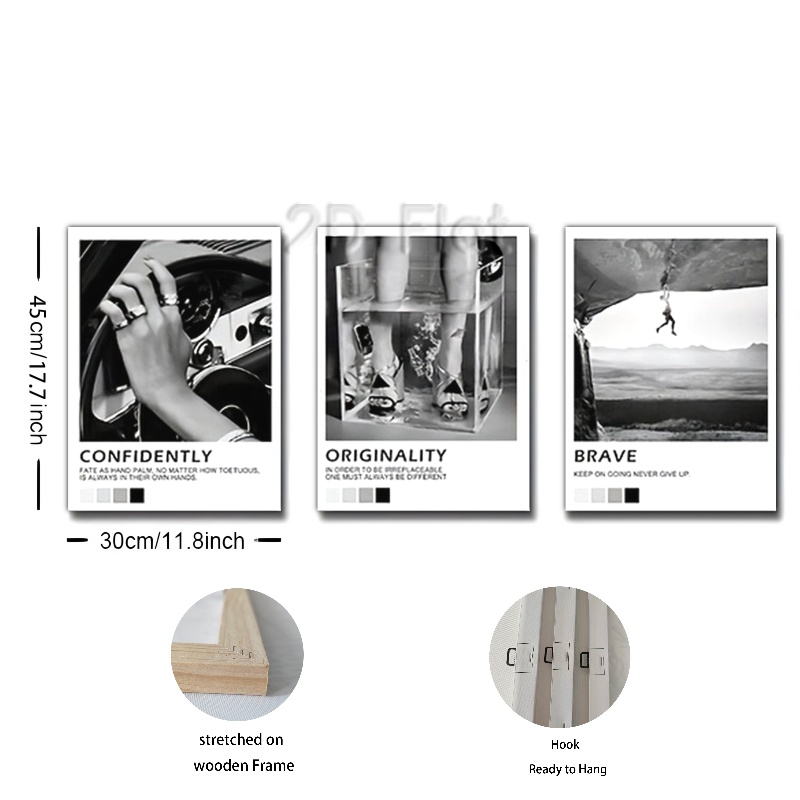 2D Flat
45cm/17.7inch
CONFIDENTLY
FATE AS HAND PALM, NO MATTER HOW TOETUOUS,
IS ALWAYS IN THEIR OWN HANDS.
ORIGINALITY
IN ORDER TO BE IRREPLACEABLE
ONE MUST ALWAYS BE DIFFERENT
BRAVE
KEEP ON GOING NEVER GIVE UP.
30cm/11.8inch
stretched on
wooden Frame
Hook
Ready to Hang